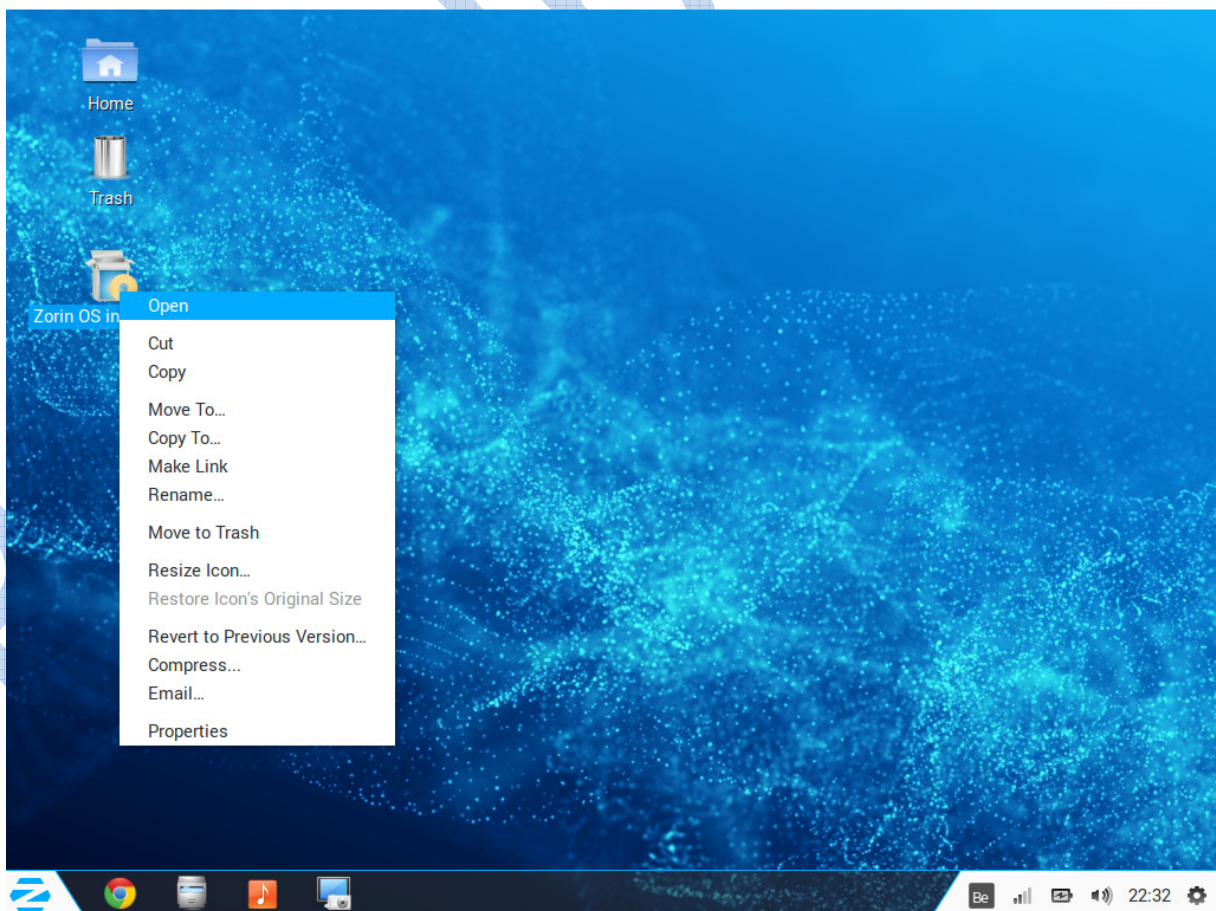 Home
Trash
Zorin OS in
Open
Cut
Copy
Move To...
Copy To...
Make Link
Rename...
Move to Trash
Resize Icon...
Restore Icon's Original Size
Revert to Previous Version...
Compress...
Email...
Properties
Be
22:32